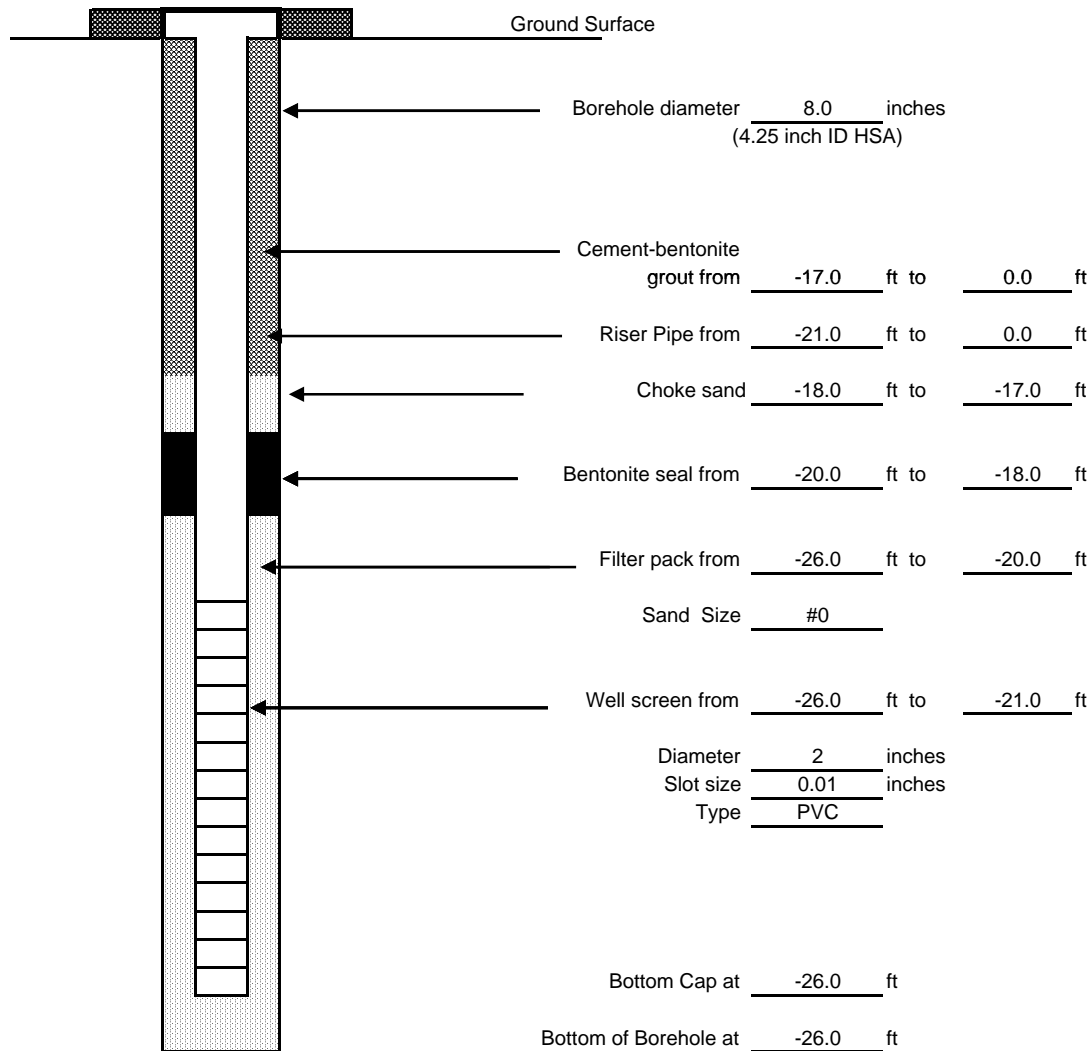 Ground Surface
Borehole diameter 8.0 inches
(4.25 inch ID HSA)
Cement-bentonite
grout from -17.0 ft to 0.0 ft
Riser Pipe from -21.0 ft to 0.0 ft
Choke sand -18.0 ft to -17.0 ft
Bentonite seal from -20.0 ft to -18.0 ft
Filter pack from -26.0 ft to -20.0 ft
Sand Size #0
Well screen from -26.0 ft to -21.0 ft
Diameter 2 inches
Slot size 0.01 inches
Type PVC
Bottom Cap at -26.0 ft
Bottom of Borehole at -26.0 ft